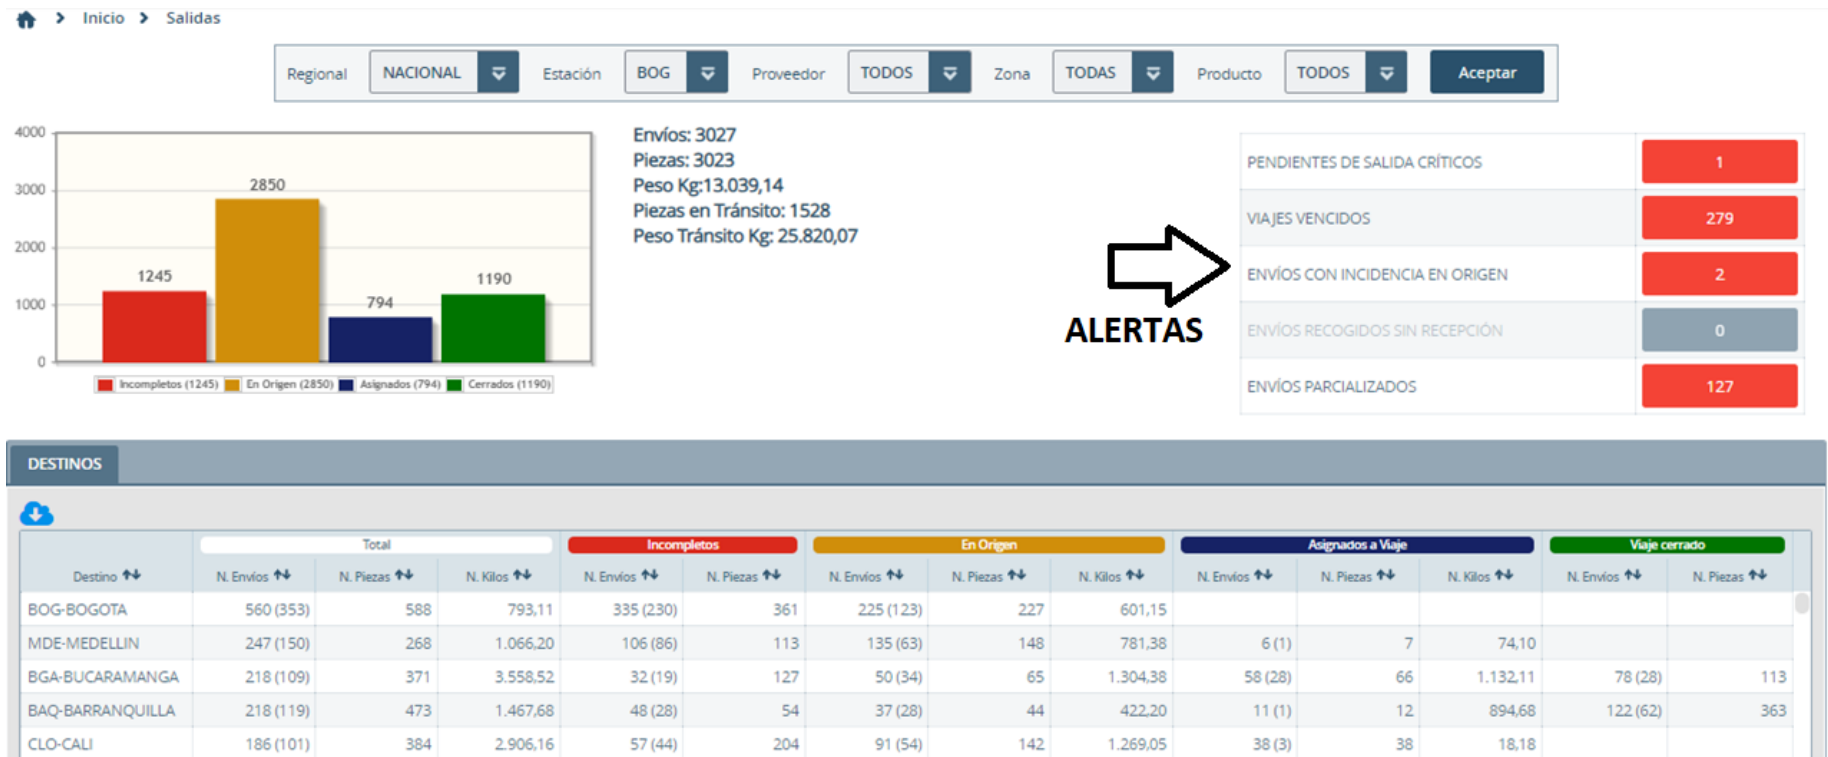 Inicio > Salidas
Regional NACIONAL Estación BOG Proveedor TODOS Zona TODAS Producto TODOS Aceptar
4000
3000
2000
1000
0
1245
2850
794
1190
Incompletos (1245) En Origen (2850) Asignados (794) Cerrados (1190)
Envíos: 3027
Piezas: 3023
Peso Kg:13.039,14
Piezas en Tránsito: 1528
Peso Tránsito Kg: 25.820,07
ALERTAS
PENDIENTES DE SALIDA CRÍTICOS 1
VIAJES VENCIDOS 279
ENVÍOS CON INCIDENCIA EN ORIGEN 2
ENVÍOS RECOGIDOS SIN RECEPCIÓN 0
ENVÍOS PARCIALIZADOS 127
DESTINOS
Total Incompletos En Origen Asignados a Viaje Viaje cerrado
Destino N. Envíos N. Piezas N. Kilos N. Envíos N. Piezas N. Envíos N. Piezas N. Kilos N. Envíos N. Piezas N. Kilos N. Envíos N. Piezas
BOG-BOGOTA 560 (353) 588 793,11 335 (230) 361 225 (123) 227 601,15
MDE-MEDELLIN 247 (150) 268 1.066,20 106 (86) 113 135 (63) 148 781,38 6 (1) 7 74,10
BGA-BUCARAMANGA 218 (109) 371 3.558,52 32 (19) 127 50 (34) 65 1.304,38 58 (28) 66 1.132,11 78 (28) 113
BAQ-BARRANQUILLA 218 (119) 473 1.467,68 48 (28) 54 37 (28) 44 422,20 11 (1) 12 894,68 122 (62) 363
CLO-CALI 186 (101) 384 2.906,16 57 (44) 204 91 (54) 142 1.269,05 38 (3) 38 18,18